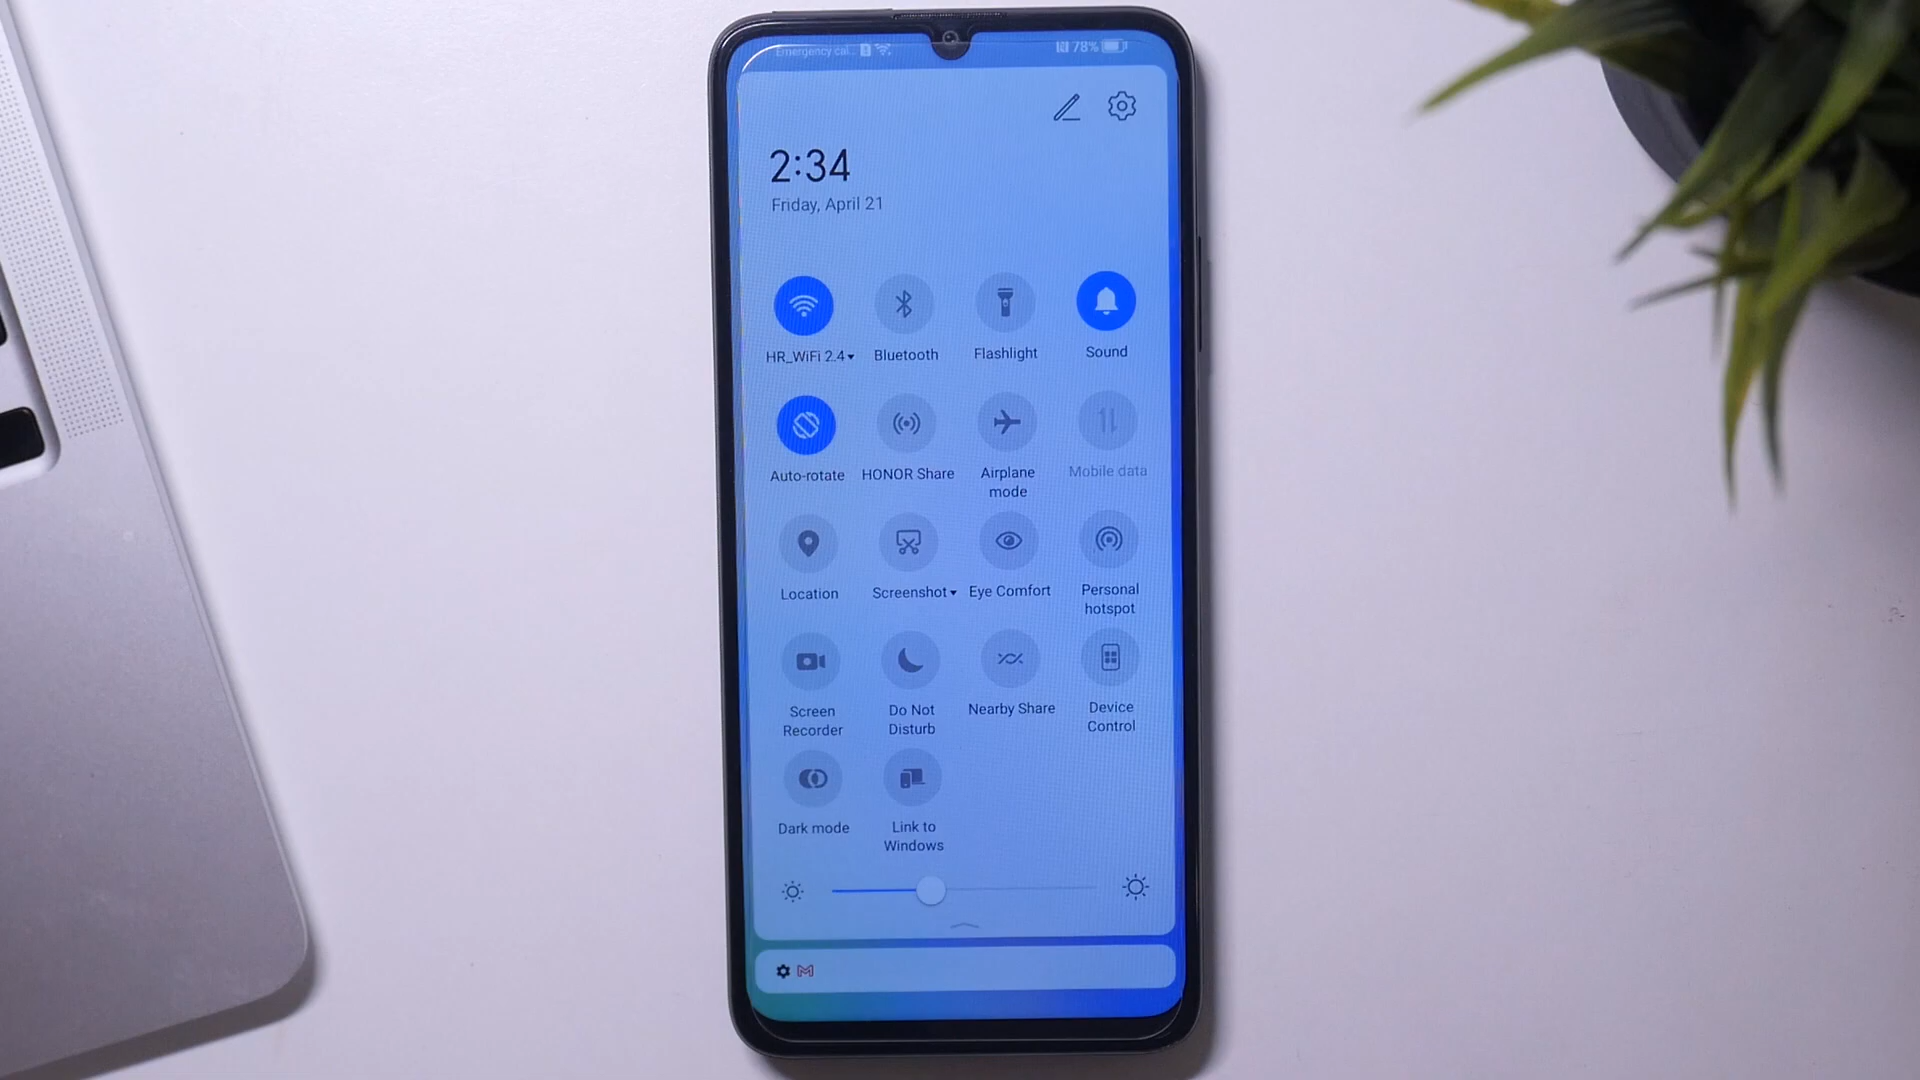 Emergency cal... 78%
2:34
Friday, April 21
HR_WiFi 2.4 Bluetooth Flashlight Sound
Auto-rotate HONOR Share Airplane mode Mobile data
Location Screenshot Eye Comfort Personal hotspot
Screen Recorder Do Not Disturb Nearby Share Device Control
Dark mode Link to Windows